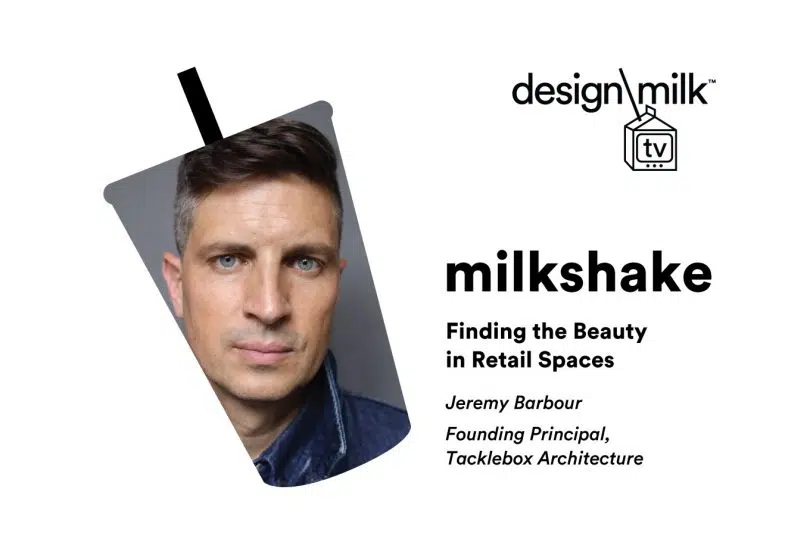 design\milk™
tv
milkshake
Finding the Beauty
in Retail Spaces
Jeremy Barbour
Founding Principal,
Tacklebox Architecture